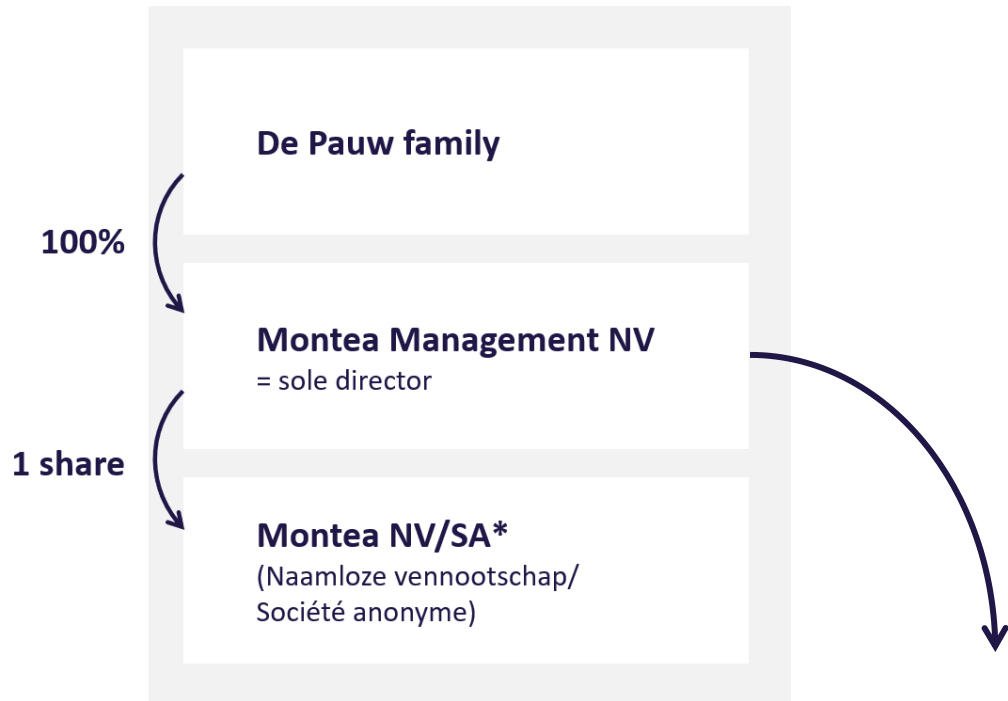 De Pauw family
100%
Montea Management NV
= sole director
1 share
Montea NV/SA*
(Naamloze vennootschap/
Société anonyme)